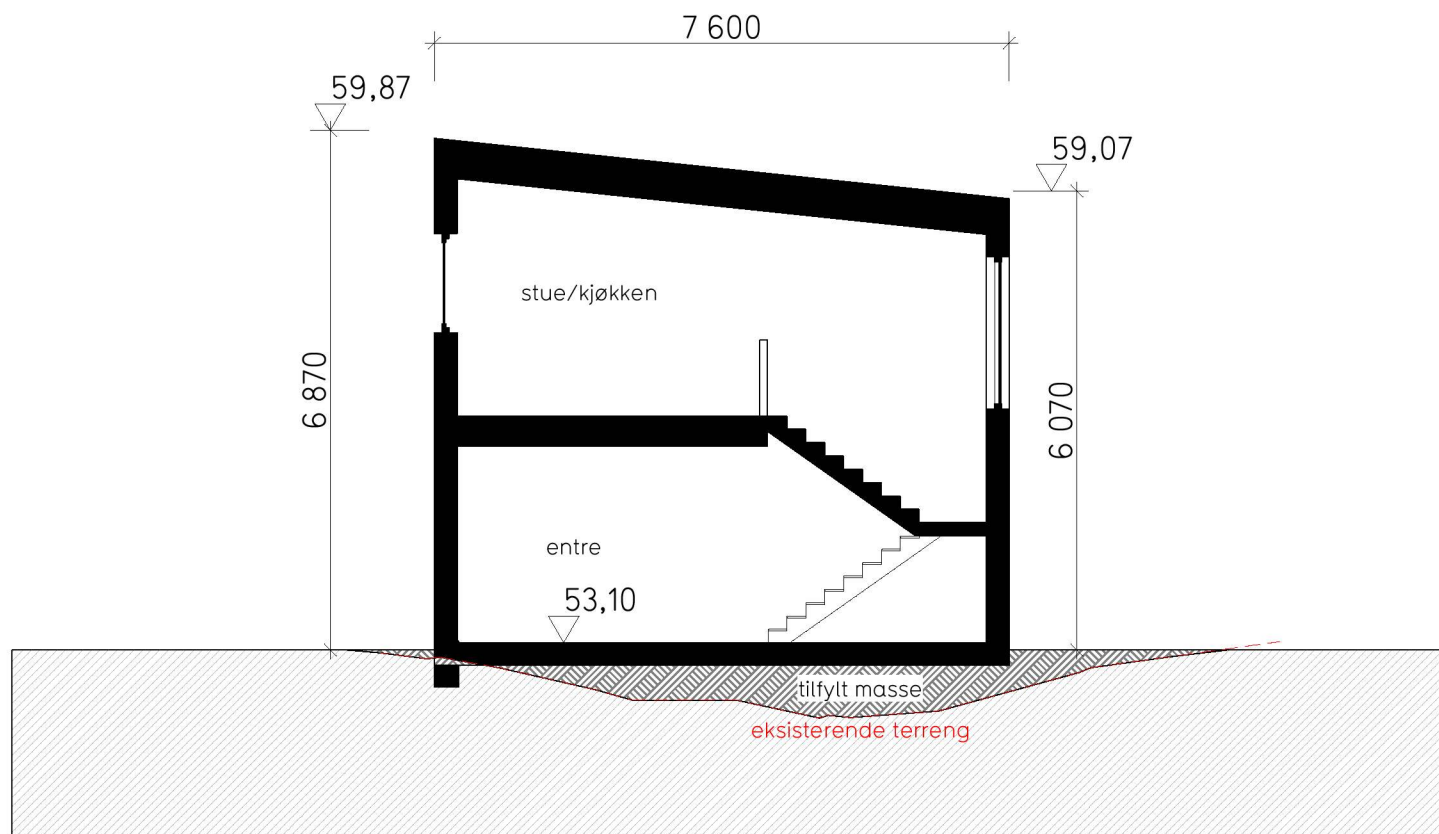 7 600
59,87
59,07
stue/kjøkken
6 870
6 070
entre
53,10
tilfylt masse
eksisterende terreng